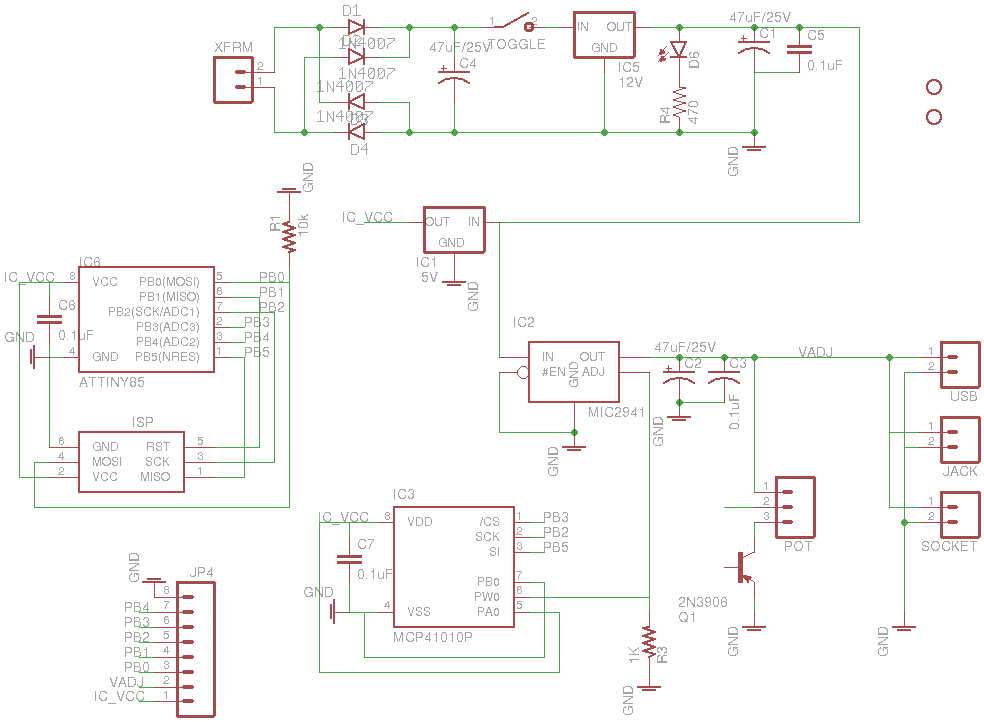 D1
D2
1N4007
1N4007
1N4007
1N4007
D3
D4
XFRM
2
1
47uF/25V
C4
1
2
TOGGLE
IN OUT
GND
IC5
12V
D6
R4
470
47uF/25V
C1
C5
0.1uF
GND
GND
R1
10k
IC_VCC
OUT IN
GND
IC1
5V
GND
IC6
IC_VCC
8
VCC
PB0(MOSI)
5
PB0
PB1(MISO)
6
PB1
PB2(SCK/ADC1)
7
PB2
PB3(ADC3)
2
PB3
PB4(ADC2)
3
PB4
PB5(NRES)
1
PB5
C6
0.1uF
GND
4
GND
ATTINY85
ISP
6
GND
RST
5
4
MOSI
SCK
3
2
VCC
MISO
1
IC2
IN OUT
#EN
GND
ADJ
MIC2941
GND
47uF/25V
C2
C3
0.1uF
GND
VADJ
1
2
USB
1
2
JACK
1
2
SOCKET
GND
1
2
3
POT
2N3906
Q1
GND
IC3
IC_VCC
8
VDD
/CS
1
PB3
SCK
2
PB2
SI
3
PB5
C7
0.1uF
PB0
7
PW0
6
GND
4
VSS
PA0
5
MCP41010P
1K
R3
GND
GND
JP4
8
PB4
7
PB3
6
PB2
5
PB1
4
PB0
3
VADJ
2
IC_VCC
1